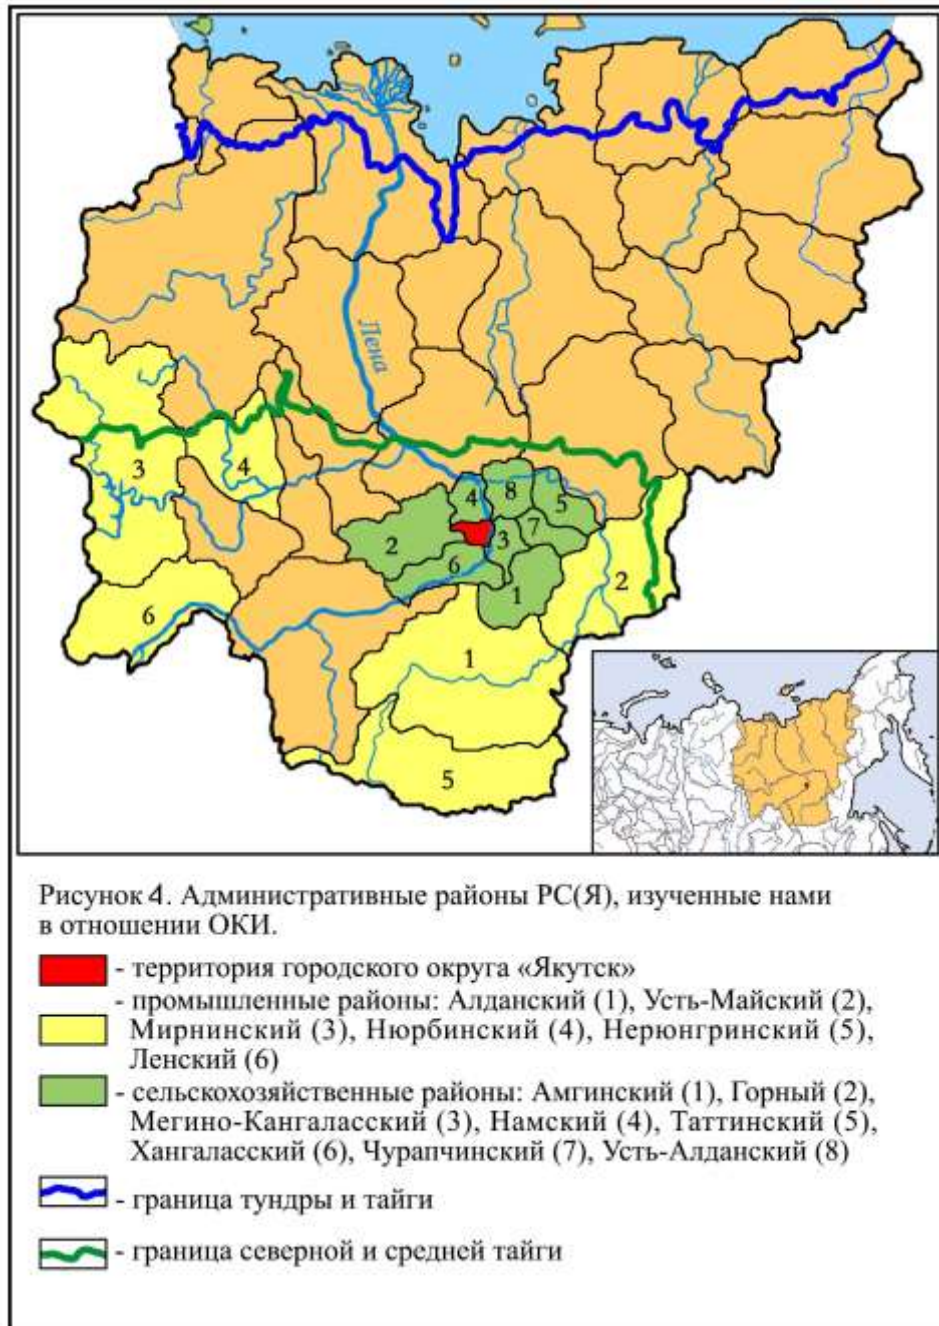 Лена
3
4
4
8
5
2
3
7
6
1
2
6
1
5
Рисунок 4. Административные районы РС(Я), изученные нами
в отношении ОКИ.
- территория городского округа «Якутск»
- промышленные районы: Алданский (1), Усть-Майский (2),
Мирнинский (3), Нюрбинский (4), Нерюнгринский (5),
Ленский (6)
- сельскохозяйственные районы: Амгинский (1), Горный (2),
Мегино-Кангаласский (3), Намский (4), Таттинский (5),
Хангаласский (6), Чурапчинский (7), Усть-Алданский (8)
- граница тундры и тайги
- граница северной и средней тайги